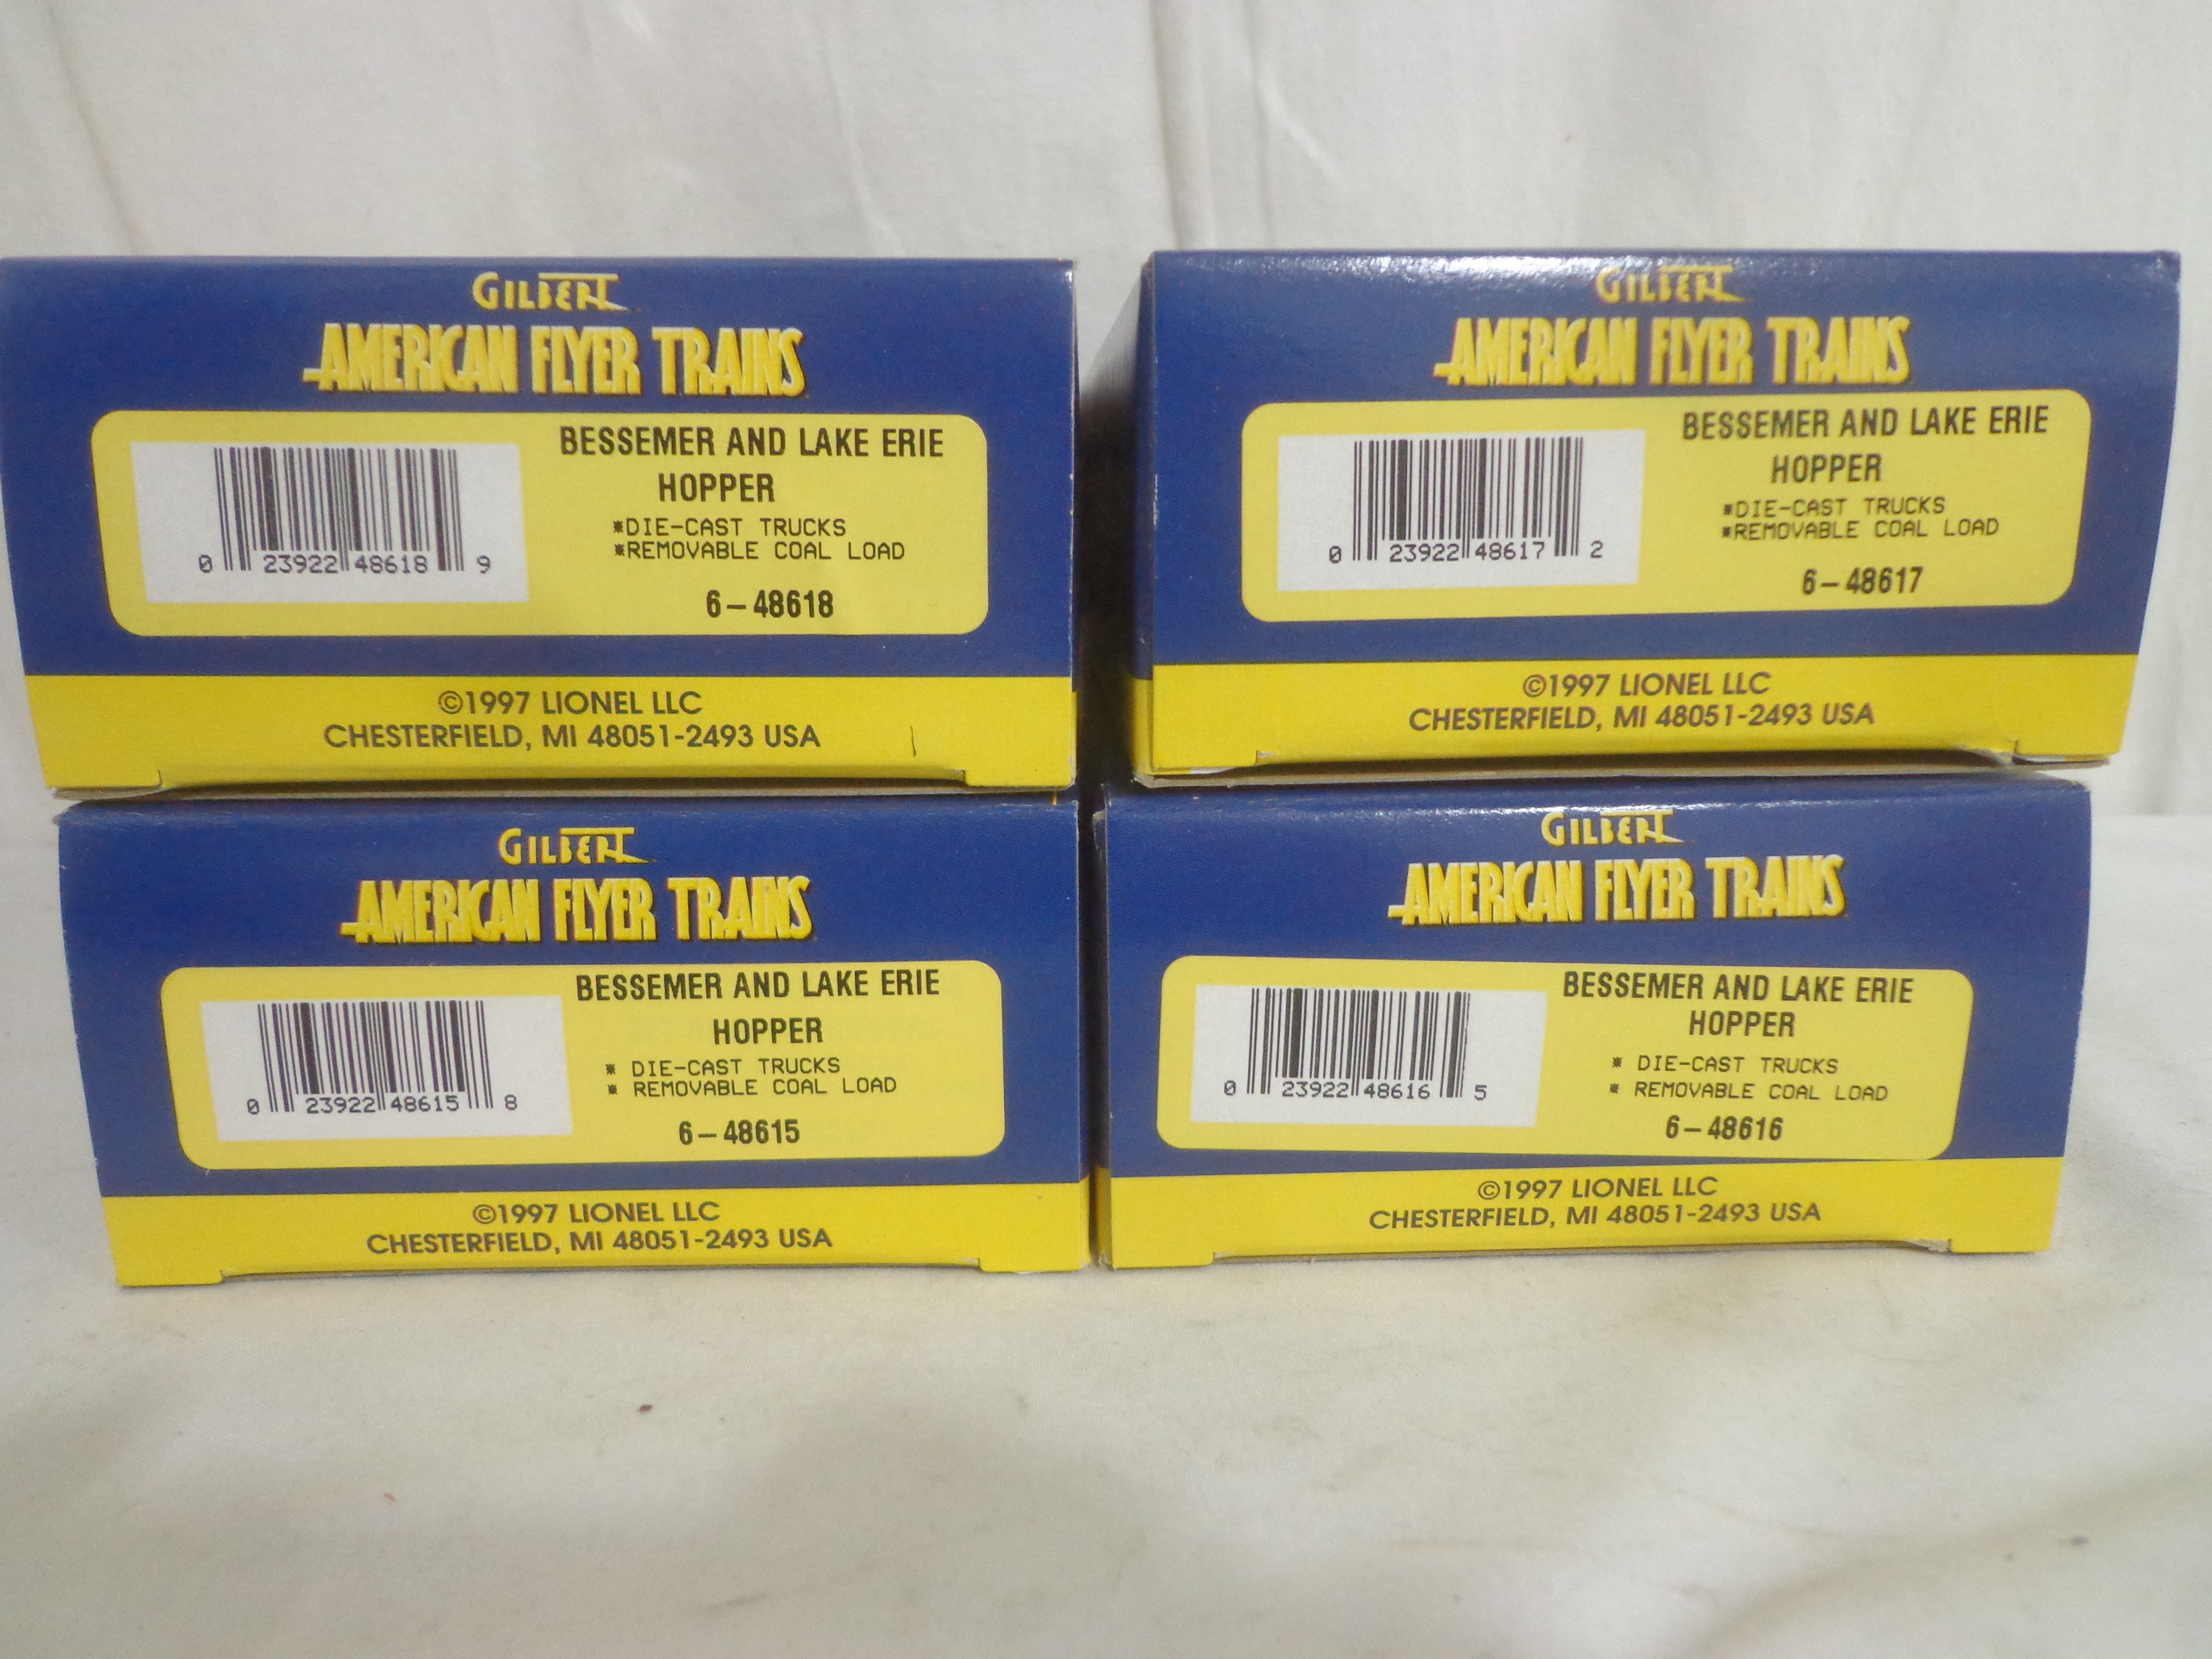 GILBERT
AMERICAN FLYER TRAINS
BESSEMER AND LAKE ERIE
HOPPER
*DIE-CAST TRUCKS
*REMOVABLE COAL LOAD
0 23922 48618 9
6-48618
©1997 LIONEL LLC
CHESTERFIELD, MI 48051-2493 USA
GILBERT
AMERICAN FLYER TRAINS
BESSEMER AND LAKE ERIE
HOPPER
*DIE-CAST TRUCKS
*REMOVABLE COAL LOAD
0 23922 48617 2
6-48617
©1997 LIONEL LLC
CHESTERFIELD, MI 48051-2493 USA
GILBERT
AMERICAN FLYER TRAINS
BESSEMER AND LAKE ERIE
HOPPER
* DIE-CAST TRUCKS
* REMOVABLE COAL LOAD
0 23922 48615 8
6-48615
©1997 LIONEL LLC
CHESTERFIELD, MI 48051-2493 USA
GILBERT
AMERICAN FLYER TRAINS
BESSEMER AND LAKE ERIE
HOPPER
* DIE-CAST TRUCKS
* REMOVABLE COAL LOAD
0 23922 48616 5
6-48616
©1997 LIONEL LLC
CHESTERFIELD, MI 48051-2493 USA